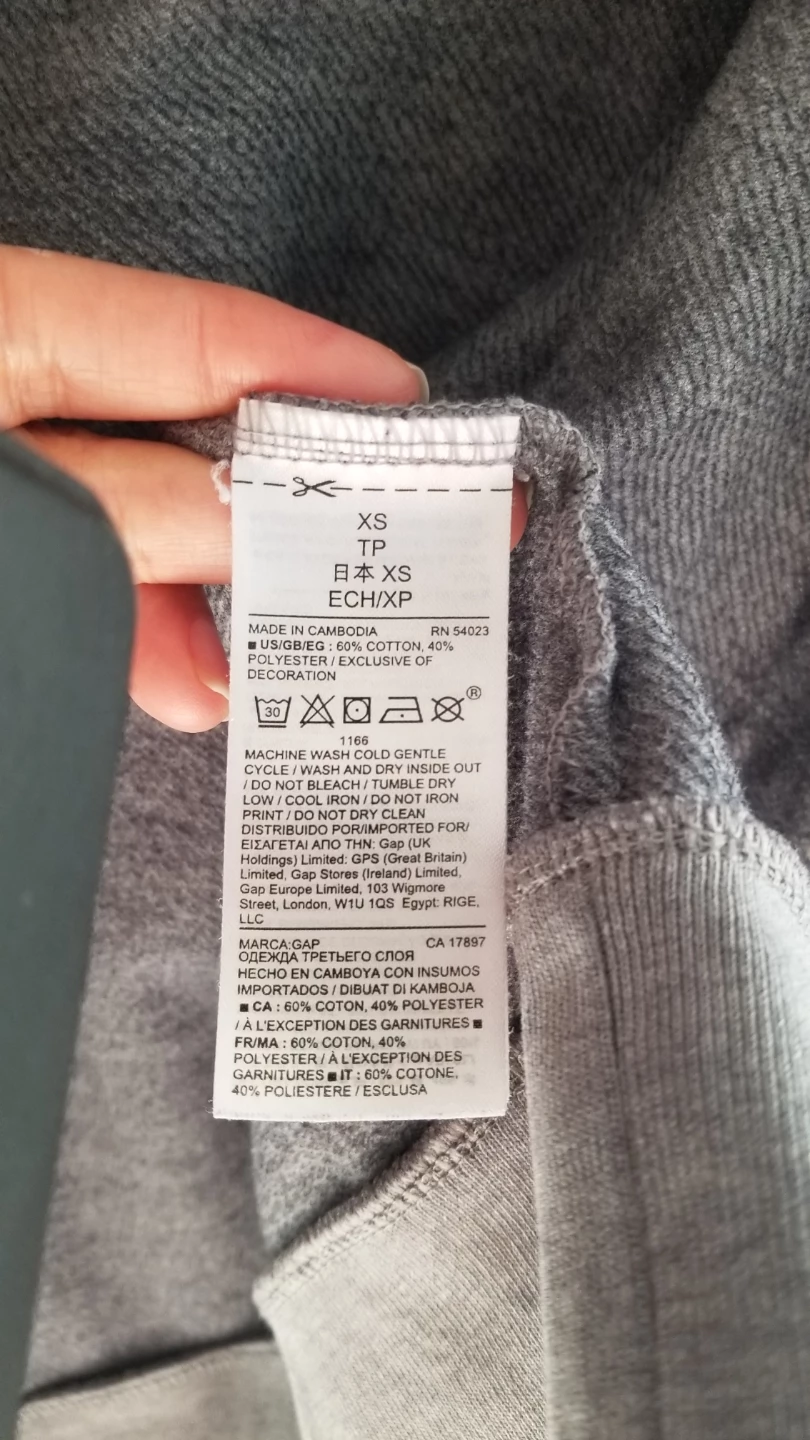 XS
TP
日本 XS
ECH/XP
MADE IN CAMBODIA RN 54023
■ US/GB/EG : 60% COTTON, 40%
POLYESTER / EXCLUSIVE OF
DECORATION
30 ®
1166
MACHINE WASH COLD GENTLE
CYCLE / WASH AND DRY INSIDE OUT
/ DO NOT BLEACH / TUMBLE DRY
LOW / COOL IRON / DO NOT IRON
PRINT / DO NOT DRY CLEAN
DISTRIBUIDO POR/IMPORTED FOR/
ΕΙΣΑΓΕΤΑΙ ΑΠΟ ΤΗΝ: Gap (UK
Holdings) Limited: GPS (Great Britain)
Limited, Gap Stores (Ireland) Limited,
Gap Europe Limited, 103 Wigmore
Street, London, W1U 1QS Egypt: RIGE,
LLC
MARCA:GAP CA 17897
ОДЕЖДА ТРЕТЬЕГО СЛОЯ
HECHO EN CAMBOYA CON INSUMOS
IMPORTADOS / DIBUAT DI KAMBOJA
■ CA : 60% COTON, 40% POLYESTER
/ À L'EXCEPTION DES GARNITURES ■
FR/MA : 60% COTON, 40%
POLYESTER / À L'EXCEPTION DES
GARNITURES ■ IT : 60% COTONE,
40% POLIESTERE / ESCLUSA